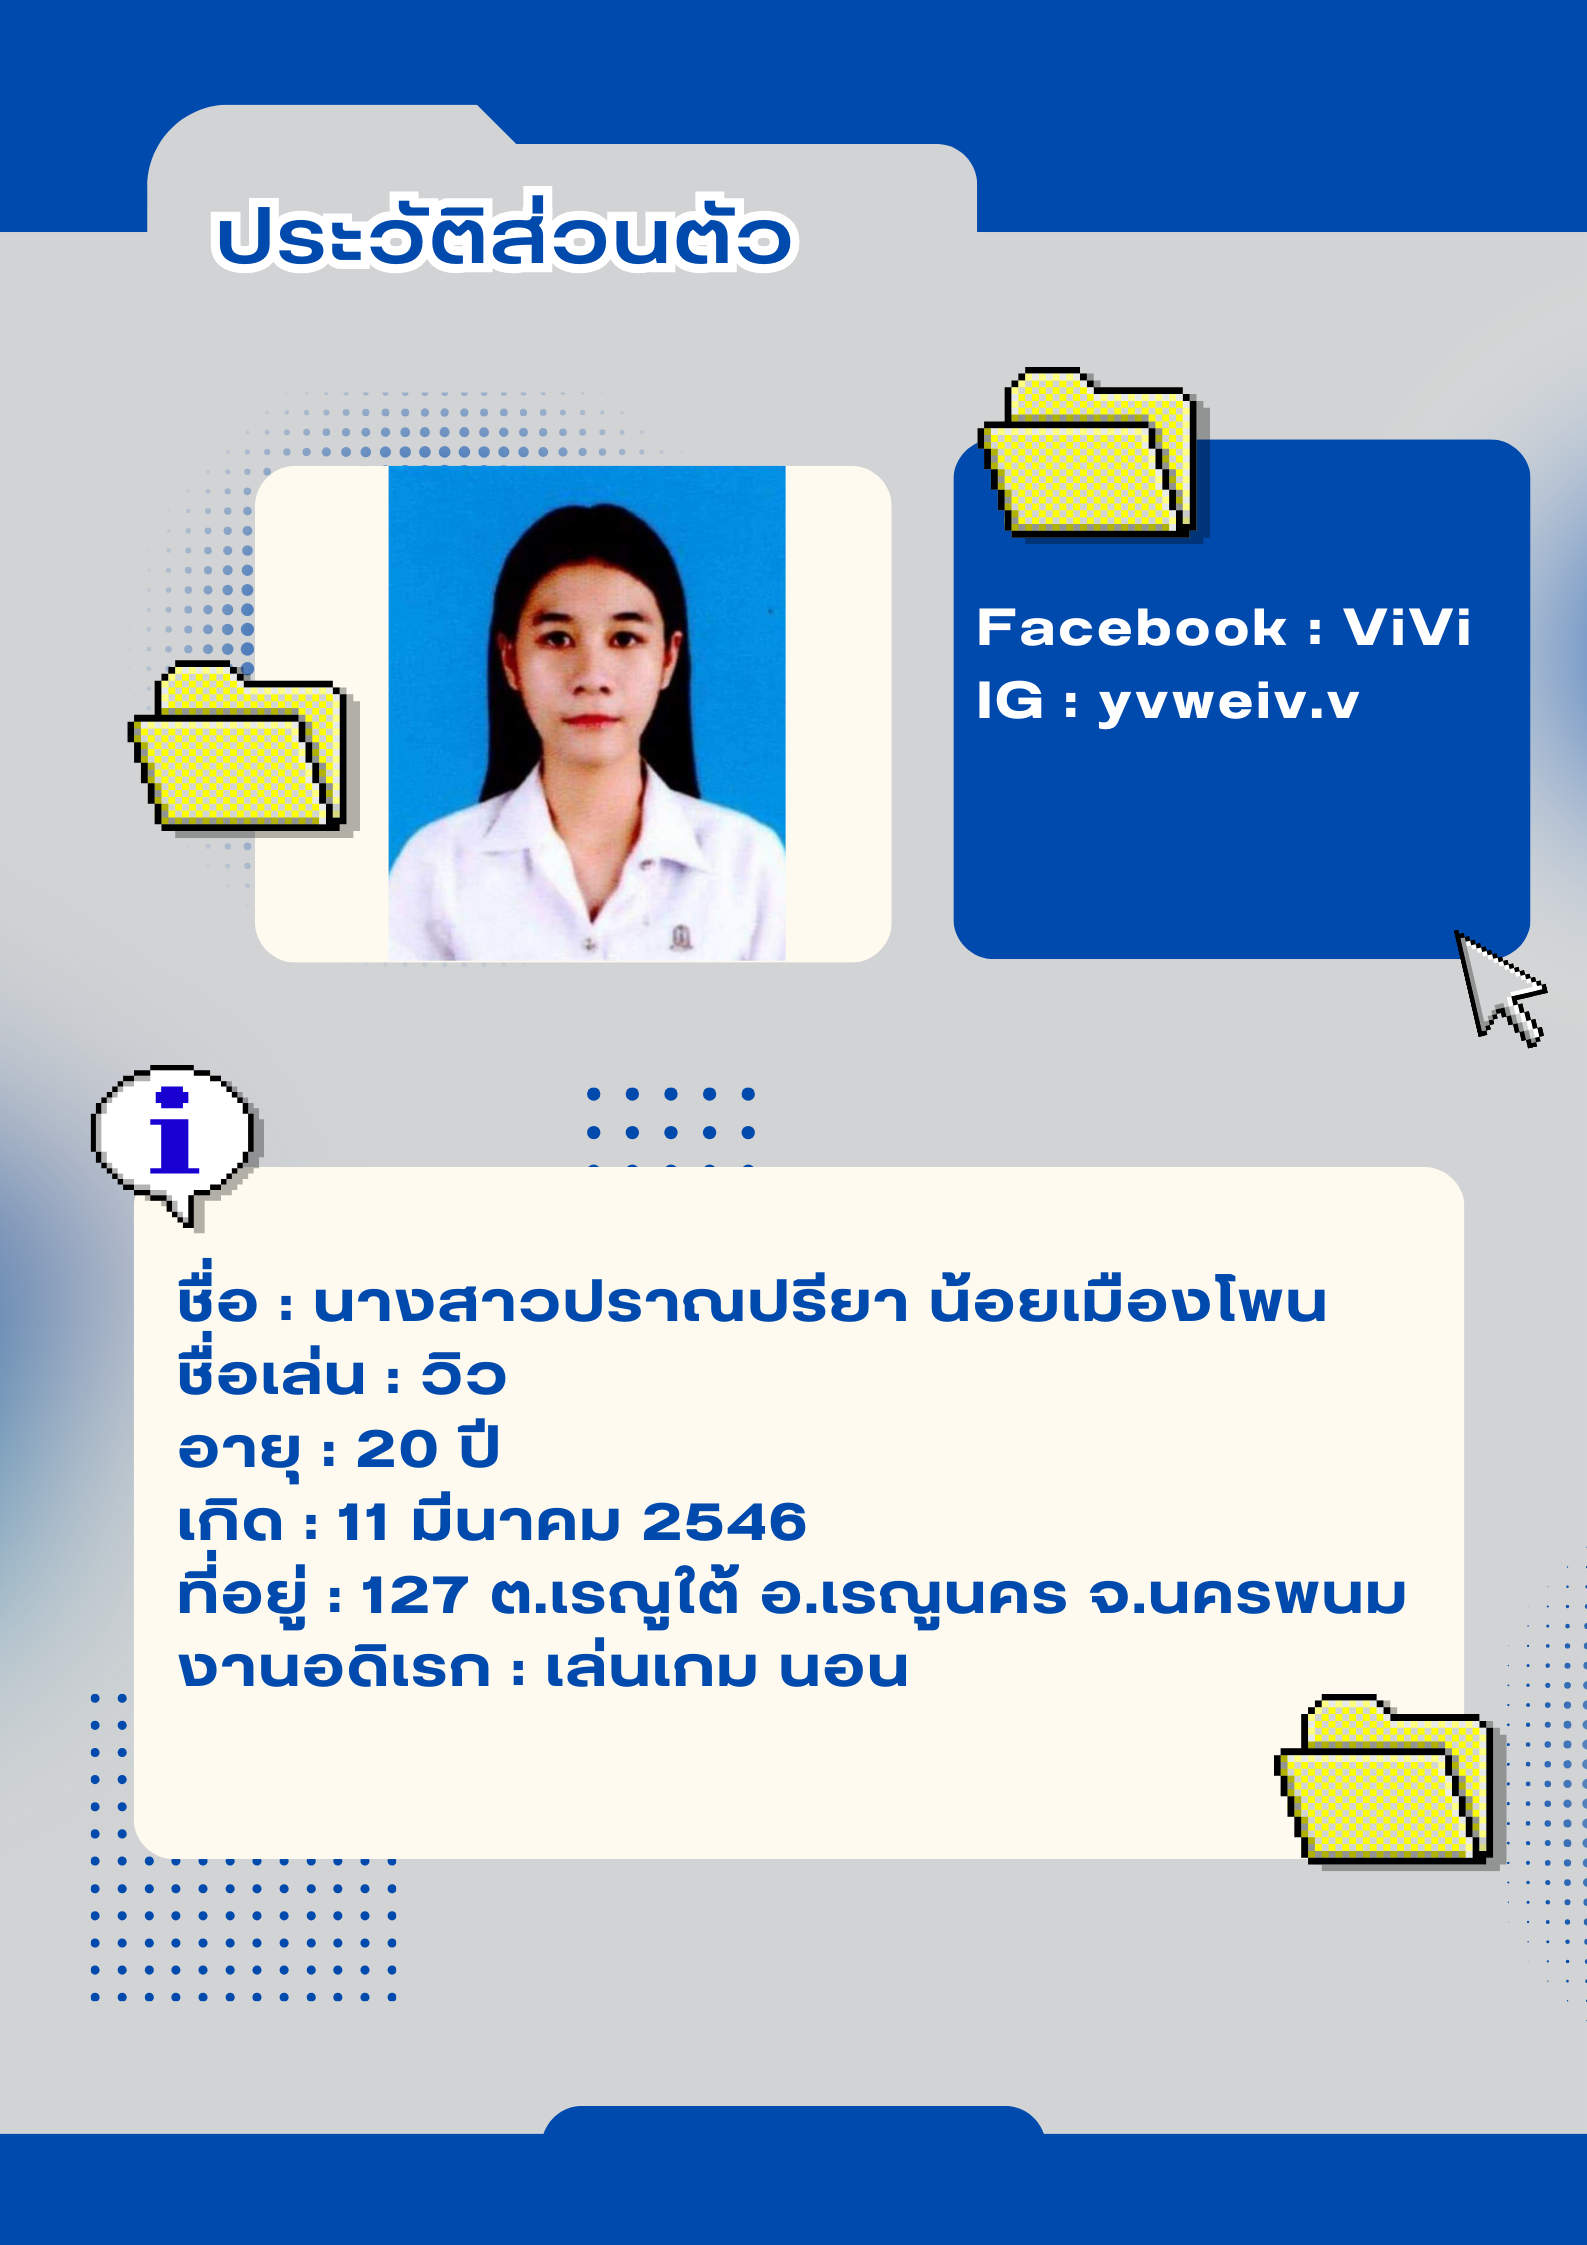 ประวัติส่วนตัว
Facebook : ViVi
IG : yvweiv.v
i
ชื่อ : นางสาวปราณปรียา น้อยเมืองโพน
ชื่อเล่น : วิว
อายุ : 20 ปี
เกิด : 11 มีนาคม 2546
ที่อยู่ : 127 ต.เรณูใต้ อ.เรณูนคร จ.นครพนม
งานอดิเรก : เล่นเกม นอน